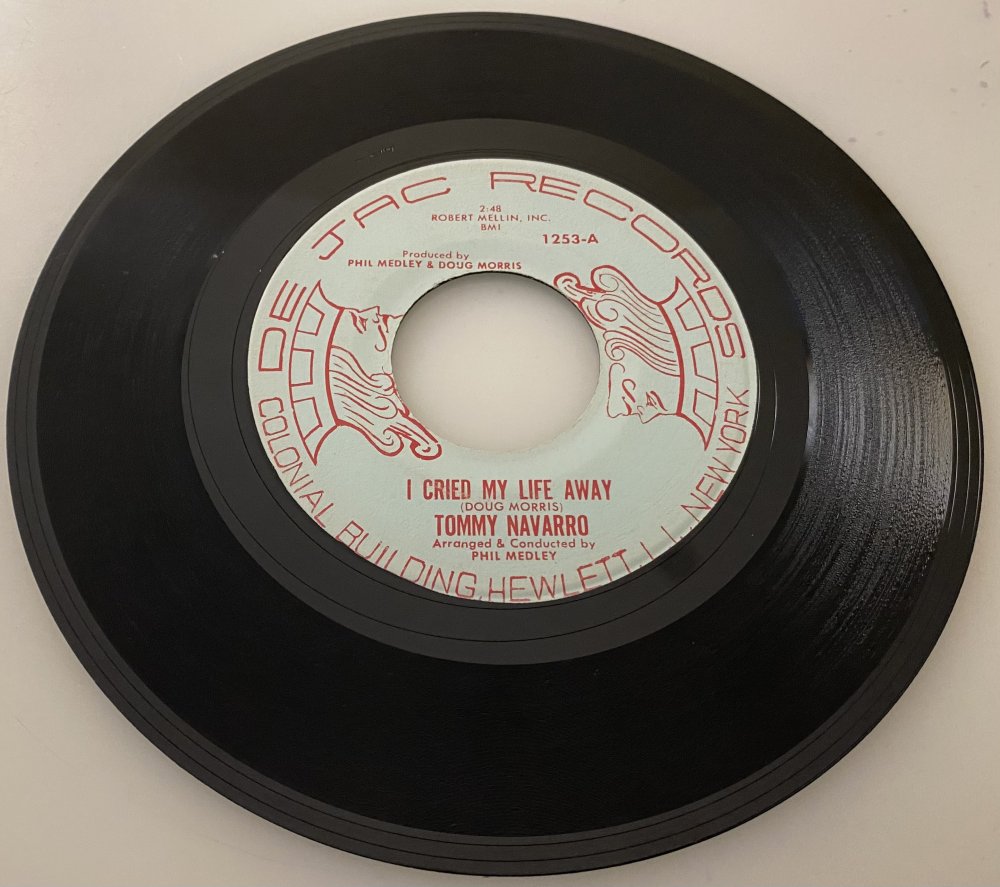 DE JAC RECORDS
2:48
ROBERT MELLIN, INC.
BMI
1253-A
Produced by
PHIL MEDLEY & DOUG MORRIS
I CRIED MY LIFE AWAY
(DOUG MORRIS)
TOMMY NAVARRO
Arranged & Conducted by
PHIL MEDLEY
COLONIAL BUILDING, HEWLETT, L.I., NEW YORK